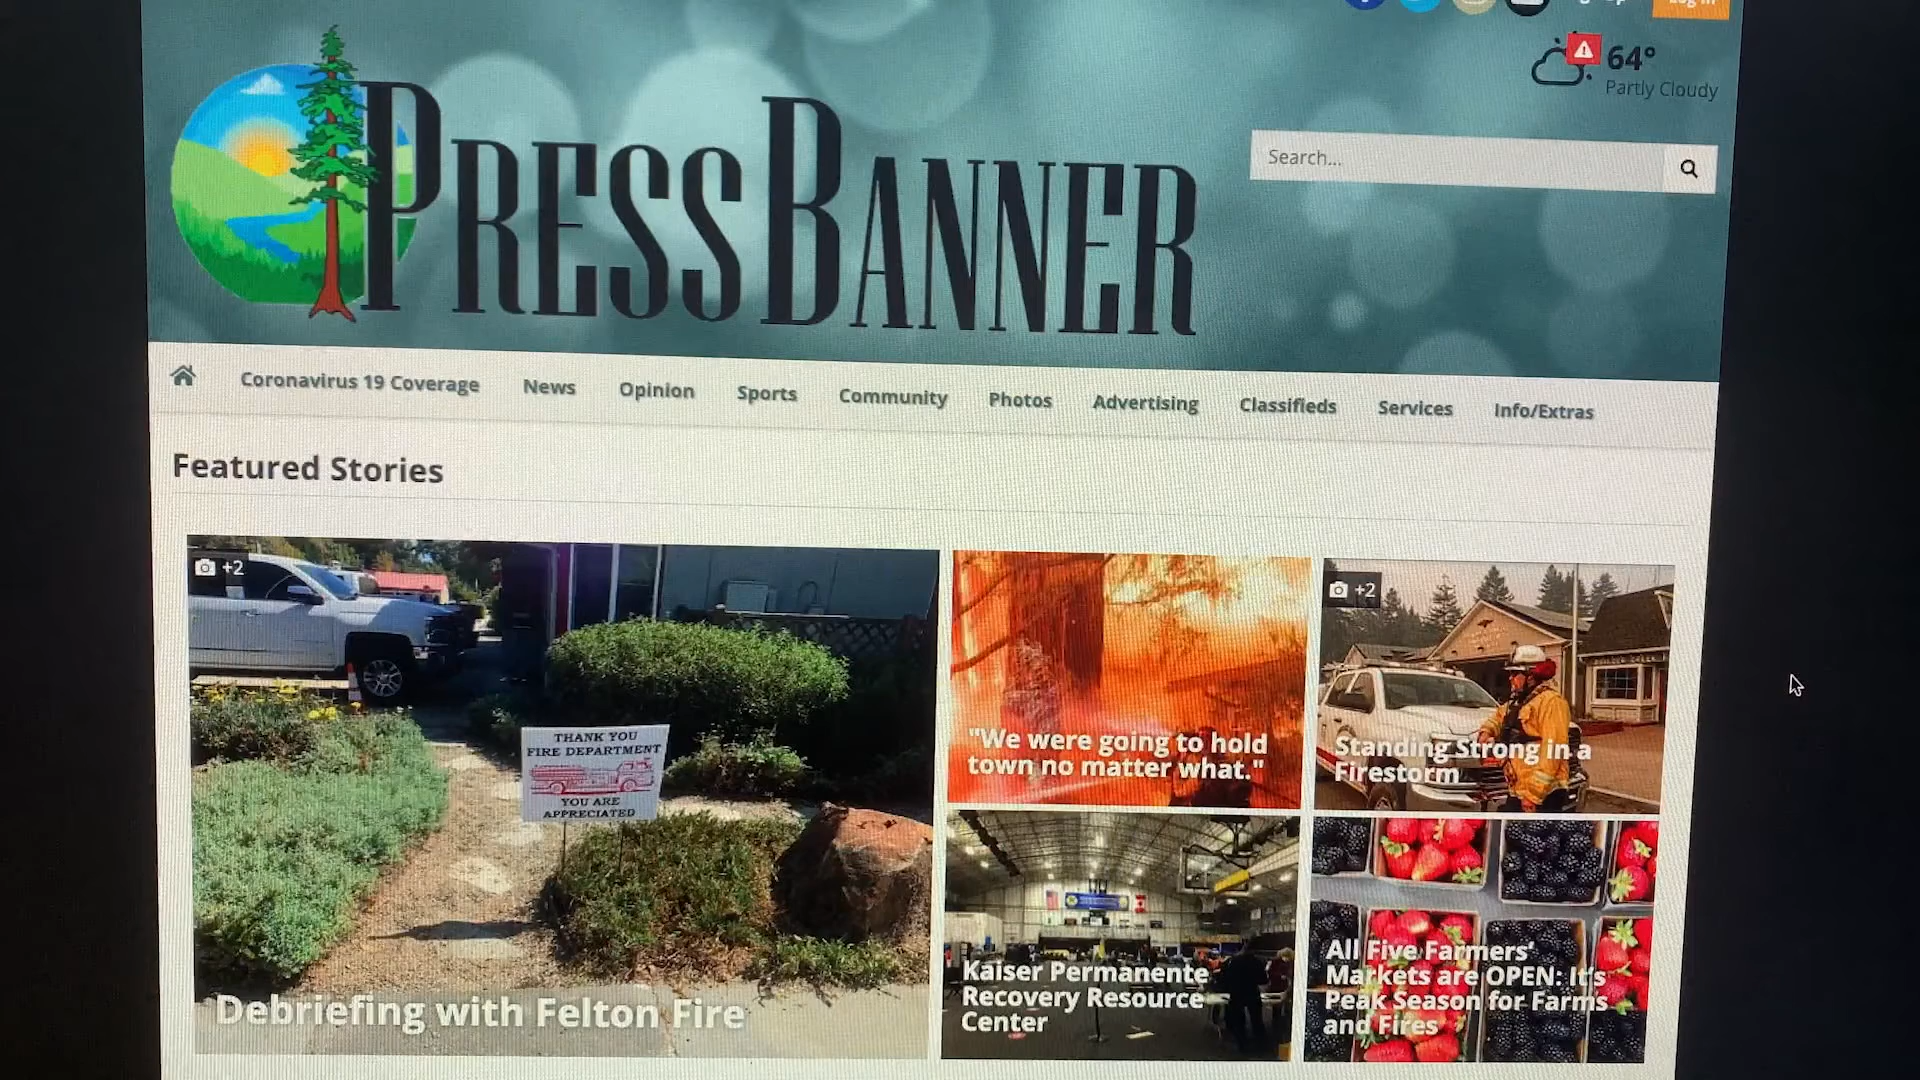 Log In
64°
Partly Cloudy
PRESSBANNER
Search...
Coronavirus 19 Coverage News Opinion Sports Community Photos Advertising Classifieds Services Info/Extras
Featured Stories
+2
THANK YOU
FIRE DEPARTMENT
YOU ARE
APPRECIATED
Debriefing with Felton Fire
"We were going to hold
town no matter what."
+2
Standing Strong in a
Firestorm
Kaiser Permanente
Recovery Resource
Center
All Five Farmers'
Markets are OPEN: It's
Peak Season for Farms
and Fires